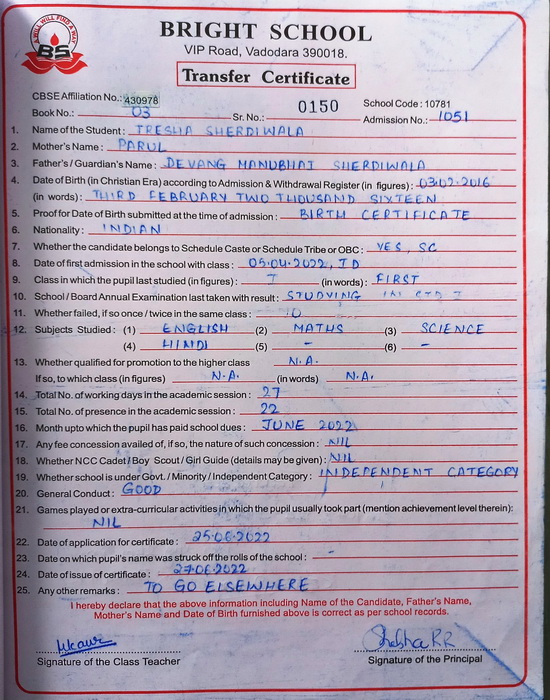 A WILL WILL FIND A WAY
BS
BRIGHT SCHOOL
VIP Road, Vadodara 390018.
Transfer Certificate
CBSE Affiliation No.: 430978
Book No.: 03 Sr. No.: 0150 School Code : 10781
Admission No.: 1051
1. Name of the Student : TRESHA SHERDIWALA
2. Mother's Name : PARUL
3. Father's / Guardian's Name : DEVANG MANUBHAI SHERDIWALA
4. Date of Birth (in Christian Era) according to Admission & Withdrawal Register (in figures) : 03.02.2016
(in words) : THIRD FEBRUARY TWO THOUSAND SIXTEEN
5. Proof for Date of Birth submitted at the time of admission : BIRTH CERTIFICATE
6. Nationality : INDIAN
7. Whether the candidate belongs to Schedule Caste or Schedule Tribe or OBC : YES, SC
8. Date of first admission in the school with class : 05.04.2022, I D
9. Class in which the pupil last studied (in figures) : I (in words) : FIRST
10. School / Board Annual Examination last taken with result : STUDYING IN STD I
11. Whether failed, if so once / twice in the same class :
12. Subjects Studied : (1) ENGLISH (2) MATHS (3) SCIENCE
(4) HINDI (5) - (6) -
13. Whether qualified for promotion to the higher class N.A.
If so, to which class (in figures) N.A. (in words) N.A.
14. Total No. of working days in the academic session : 27
15. Total No. of presence in the academic session : 22
16. Month upto which the pupil has paid school dues : JUNE 2022
17. Any fee concession availed of, if so, the nature of such concession : NIL
18. Whether NCC Cadet / Boy Scout / Girl Guide (details may be given) : NIL
19. Whether school is under Govt. / Minority / Independent Category : INDEPENDENT CATEGORY
20. General Conduct : GOOD
21. Games played or extra-curricular activities in which the pupil usually took part (mention achievement level therein) :
NIL
22. Date of application for certificate : 25.06.2022
23. Date on which pupil's name was struck off the rolls of the school : -
24. Date of issue of certificate : 27.06.2022
25. Any other remarks : TO GO ELSEWHERE
I hereby declare that the above information including Name of the Candidate, Father's Name,
Mother's Name and Date of Birth furnished above is correct as per school records.
Signature of the Class Teacher Signature of the Principal